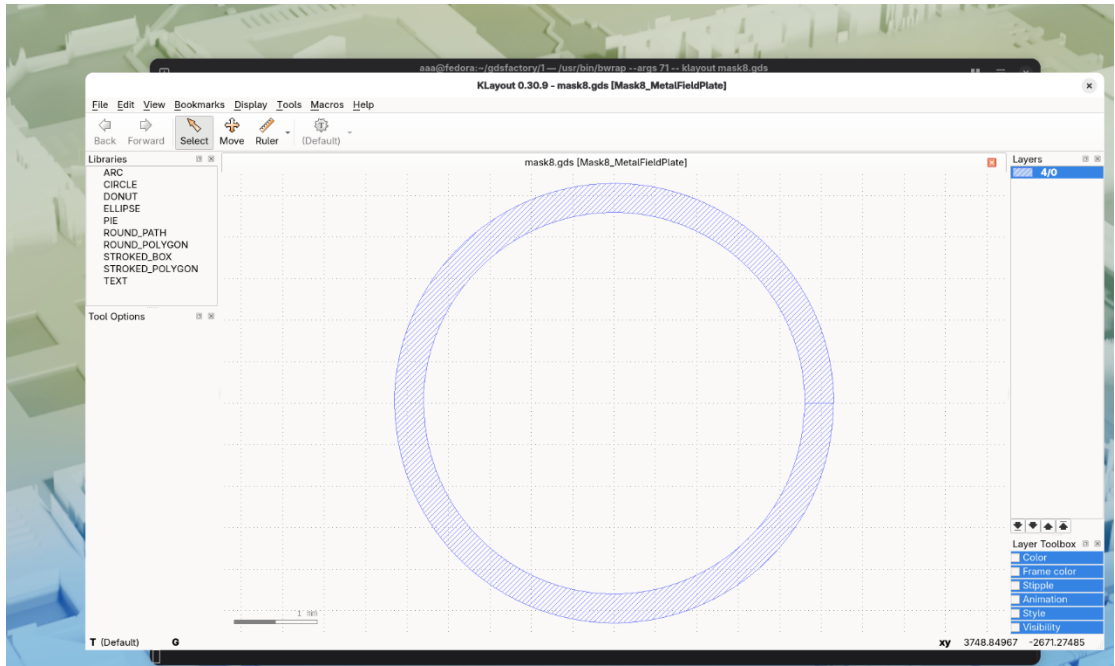 aaa@fedora:~/gdsfactory/1 — /usr/bin/bwrap --args 71 -- klayout mask8.gds
KLayout 0.30.9 - mask8.gds [Mask8_MetalFieldPlate]
File Edit View Bookmarks Display Tools Macros Help
Back Forward Select Move Ruler (Default)
Libraries
mask8.gds [Mask8_MetalFieldPlate]
Layers
ARC
CIRCLE
DONUT
ELLIPSE
PIE
ROUND_PATH
ROUND_POLYGON
STROKED_BOX
STROKED_POLYGON
TEXT
4/0
Tool Options
Layer Toolbox
Color
Frame color
Stipple
Animation
Style
Visibility
1 mm
T (Default) G xy 3748.84967 -2671.27485